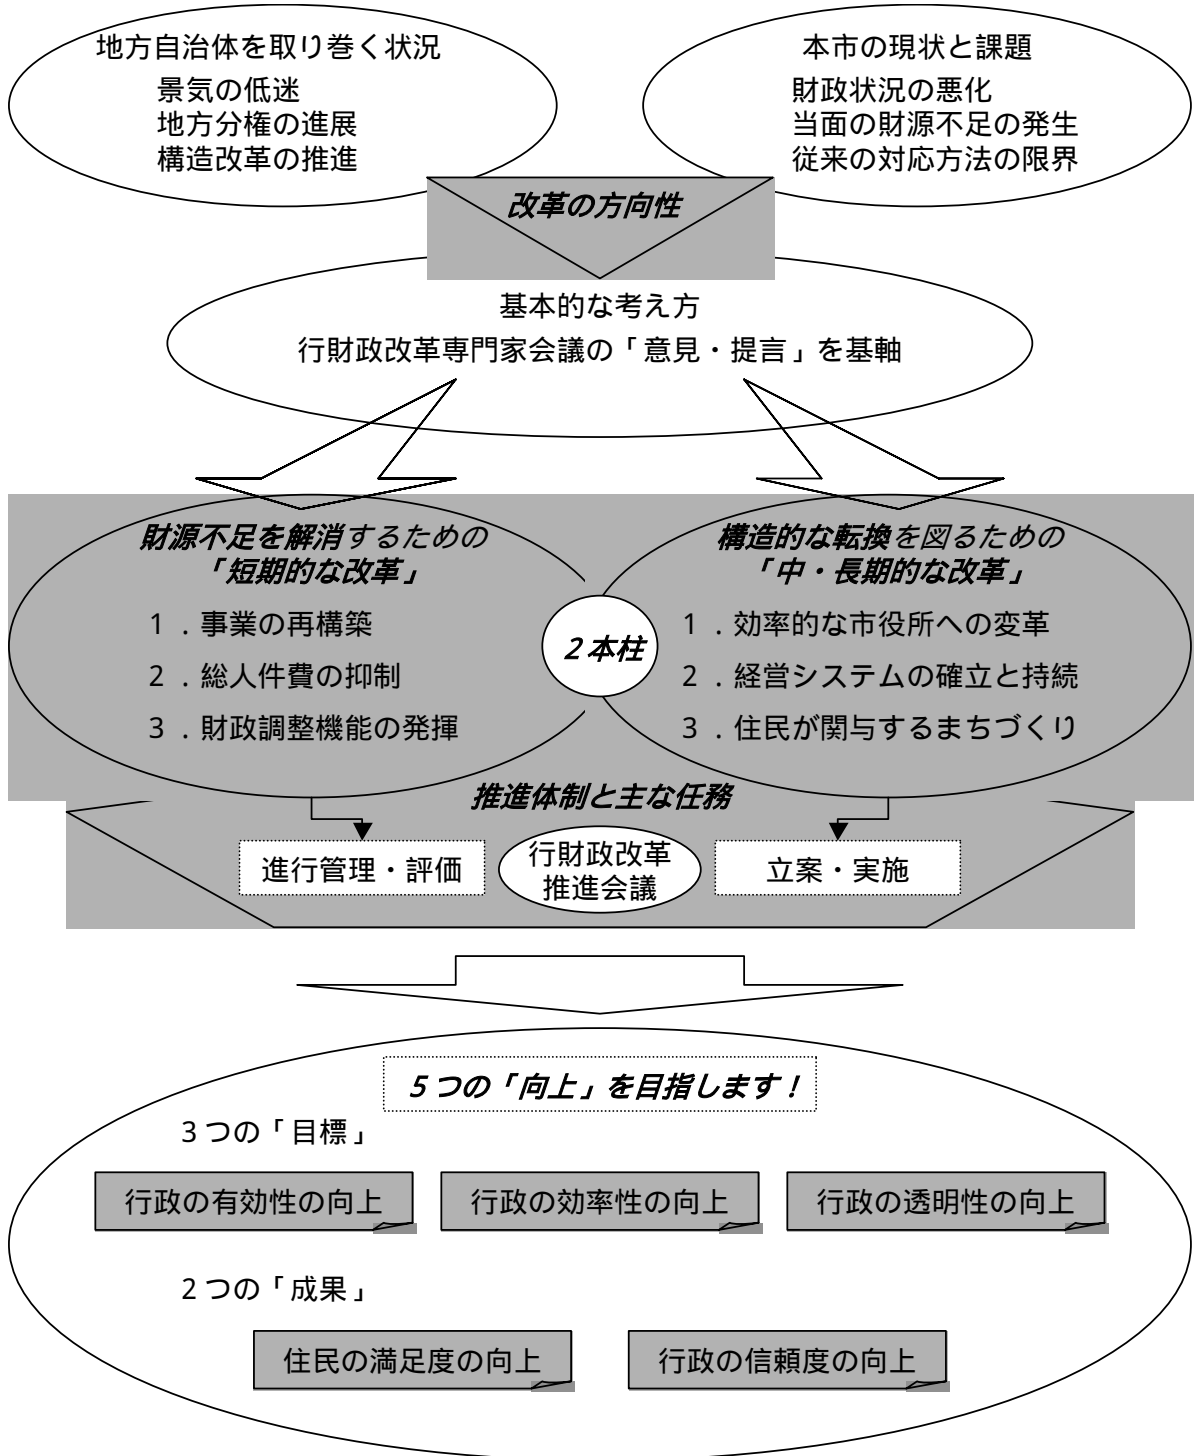 地方自治体を取り巻く状況
景気の低迷
地方分権の進展
構造改革の推進
本市の現状と課題
財政状況の悪化
当面の財源不足の発生
従来の対応方法の限界
改革の方向性
基本的な考え方
行財政改革専門家会議の「意見・提言」を基軸
財源不足を解消するための
「短期的な改革」
1．事業の再構築
2．総人件費の抑制
3．財政調整機能の発揮
2本柱
構造的な転換を図るための
「中・長期的な改革」
1．効率的な市役所への変革
2．経営システムの確立と持続
3．住民が関与するまちづくり
推進体制と主な任務
進行管理・評価
行財政改革
推進会議
立案・実施
5つの「向上」を目指します！
3つの「目標」
行政の有効性の向上
行政の効率性の向上
行政の透明性の向上
2つの「成果」
住民の満足度の向上
行政の信頼度の向上